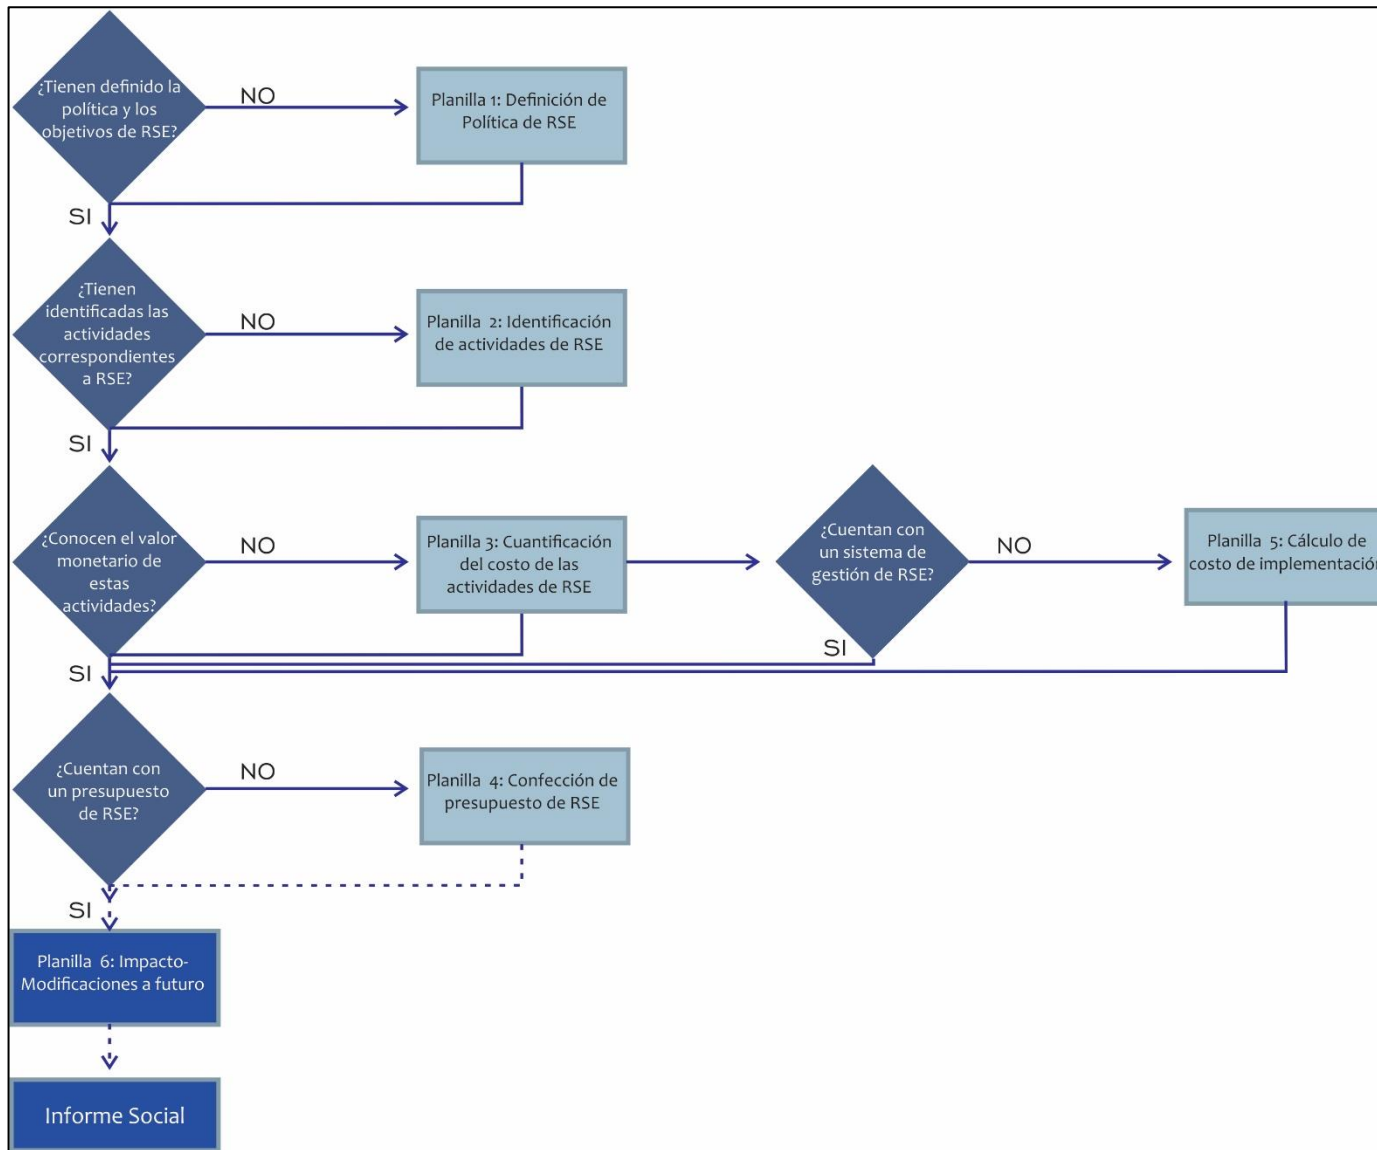 ¿Tienen definido la
política y los
objetivos de RSE?
NO
Planilla 1: Definición de
Política de RSE
SI
¿Tienen
identificadas las
actividades
correspondientes
a RSE?
NO
Planilla 2: Identificación
de actividades de RSE
SI
¿Conocen el valor
monetario de
estas
actividades?
NO
Planilla 3: Cuantificación
del costo de las
actividades de RSE
¿Cuentan con
un sistema de
gestión de RSE?
NO
Planilla 5: Cálculo de
costo de implementación
SI
SI
¿Cuentan con
un presupuesto
de RSE?
NO
Planilla 4: Confección de
presupuesto de RSE
SI
Planilla 6: Impacto-
Modificaciones a futuro
Informe Social